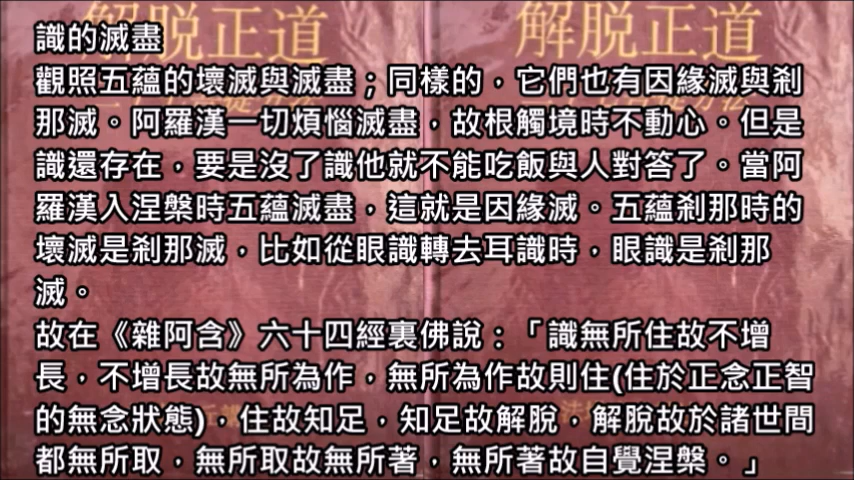 解脱正道 解脱正道
識的滅盡
觀照五蘊的壞滅與滅盡；同樣的，它們也有因緣滅與剎
那滅。阿羅漢一切煩惱滅盡，故根觸境時不動心。但是
識還存在，要是沒了識他就不能吃飯與人對答了。當阿
羅漢入涅槃時五蘊滅盡，這就是因緣滅。五蘊剎那時的
壞滅是剎那滅，比如從眼識轉去耳識時，眼識是剎那
滅。
故在《雜阿含》六十四經裏佛說：「識無所住故不增
長，不增長故無所為作，無所為作故則住(住於正念正智
的無念狀態)，住故知足，知足故解脫，解脫故於諸世間
都無所取，無所取故無所著，無所著故自覺涅槃。」